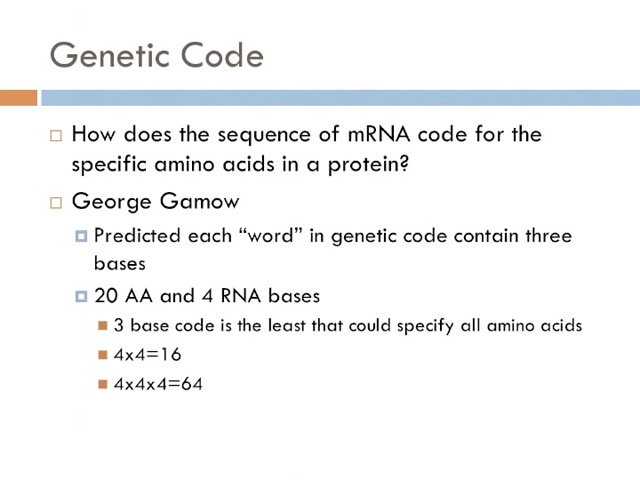 Genetic Code
How does the sequence of mRNA code for the
specific amino acids in a protein?
George Gamow
Predicted each “word” in genetic code contain three
bases
20 AA and 4 RNA bases
3 base code is the least that could specify all amino acids
4x4=16
4x4x4=64